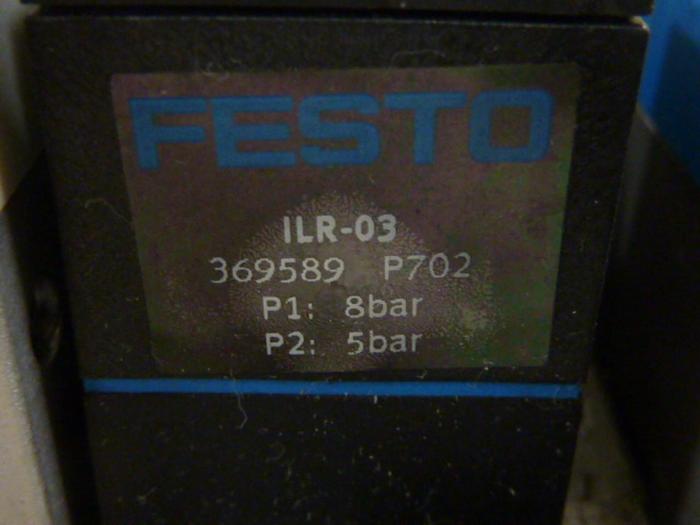 FESTO
ILR-03
369589 P702
P1: 8bar
P2: 5bar